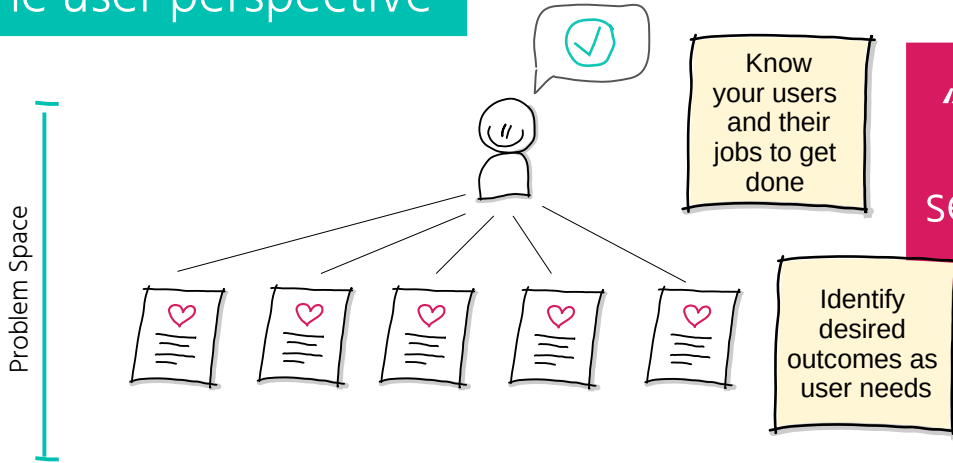 user perspective
Know
your users
and their
jobs to get
done
Problem Space
Identify
desired
outcomes as
user needs